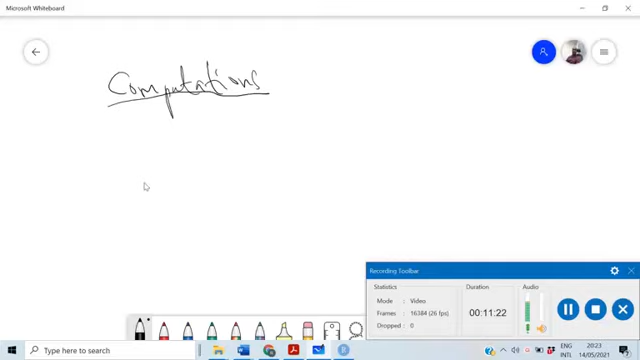 Microsoft Whiteboard
Computations
Recording Toolbar
Statistics
Duration
Audio
Mode : Video
Frames : 16384 (26 fps)
Dropped : 0
00:11:22
Type here to search
ENG
INTL
20:23
14/05/2021